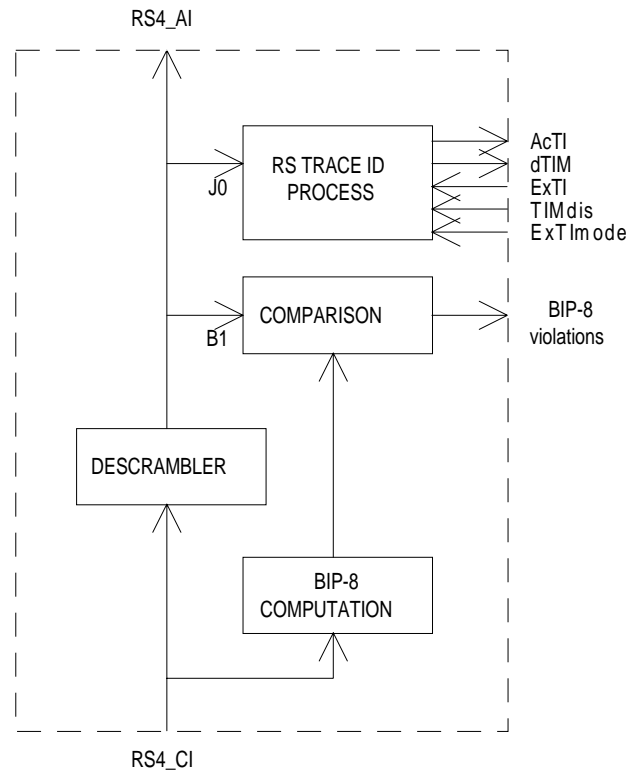 RS4_AI
RS TRACE ID
PROCESS
J0
AcTI
dTIM
ExTI
TIMdis
ExTImode
COMPARISON
B1
BIP-8
violations
DESCRAMBLER
BIP-8
COMPUTATION
RS4_CI